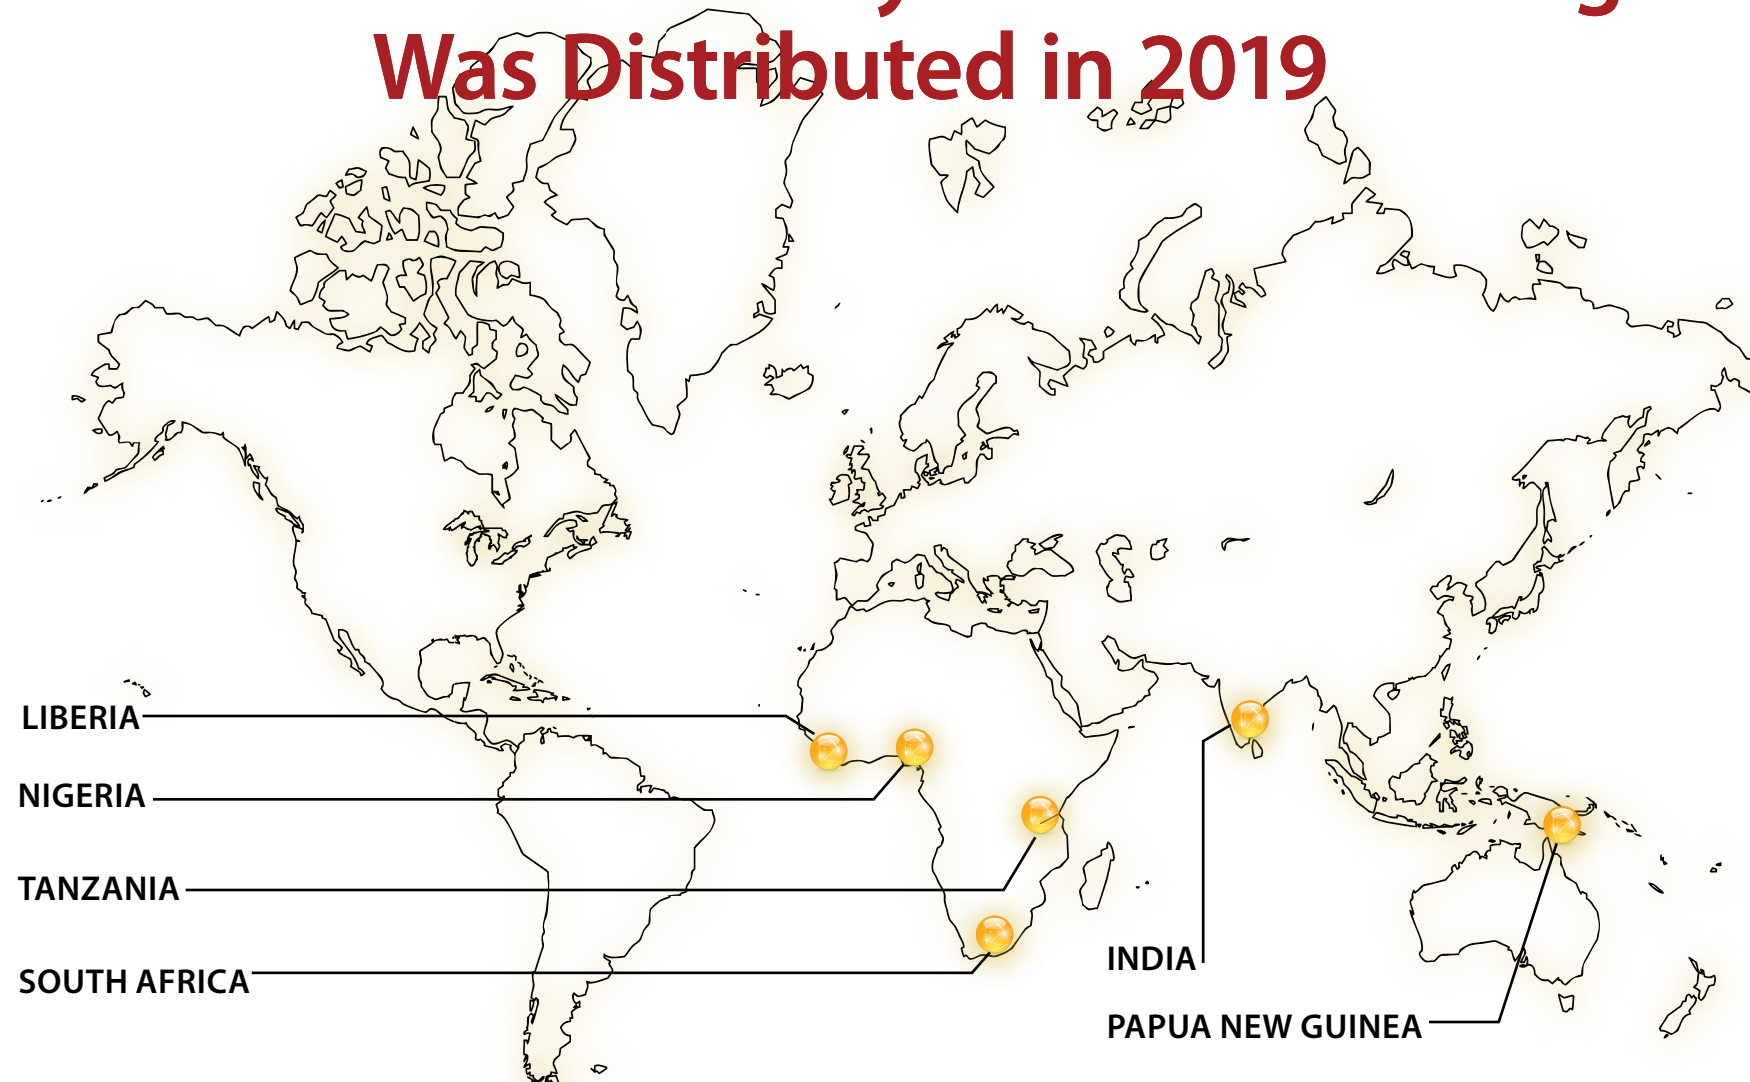 Was Distributed in 2019
LIBERIA
NIGERIA
TANZANIA
SOUTH AFRICA
INDIA
PAPUA NEW GUINEA